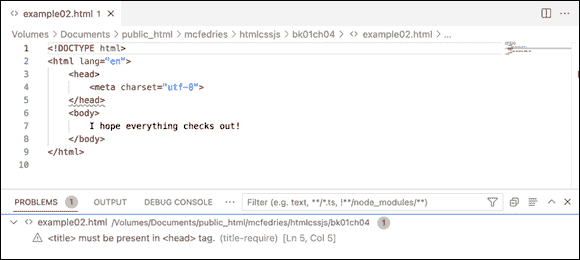 example02.html 1
Volumes > Documents > public_html > mcfedries > htmlcssjs > bk01ch04 > example02.html > ...
1 <!DOCTYPE html>
2 <html lang="en">
3 <head>
4 <meta charset="utf-8">
5 </head>
6 <body>
7 I hope everything checks out!
8 </body>
9 </html>
10
PROBLEMS 1 OUTPUT DEBUG CONSOLE ... Filter (e.g. text, **/*.ts, !**/node_modules/**)
example02.html /Volumes/Documents/public_html/mcfedries/htmlcssjs/bk01ch04 1
<title> must be present in <head> tag. (title-require) [Ln 5, Col 5]